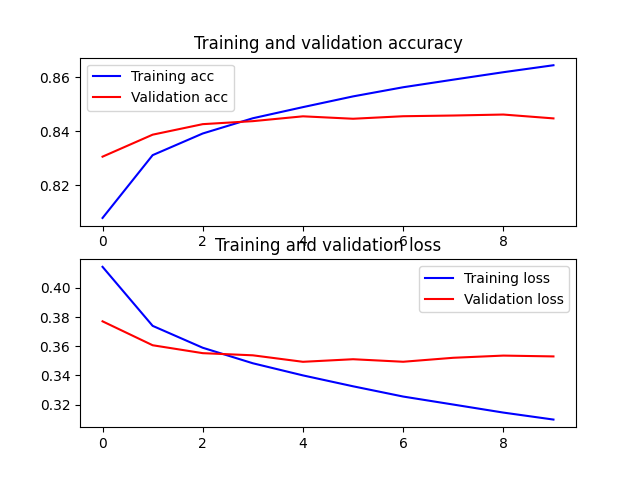 Training and validation accuracy
0.86
0.84
0.82
Training acc
Validation acc
0 2 4 6 8
Training and validation loss
0.40
0.38
0.36
0.34
0.32
Training loss
Validation loss
0 2 4 6 8